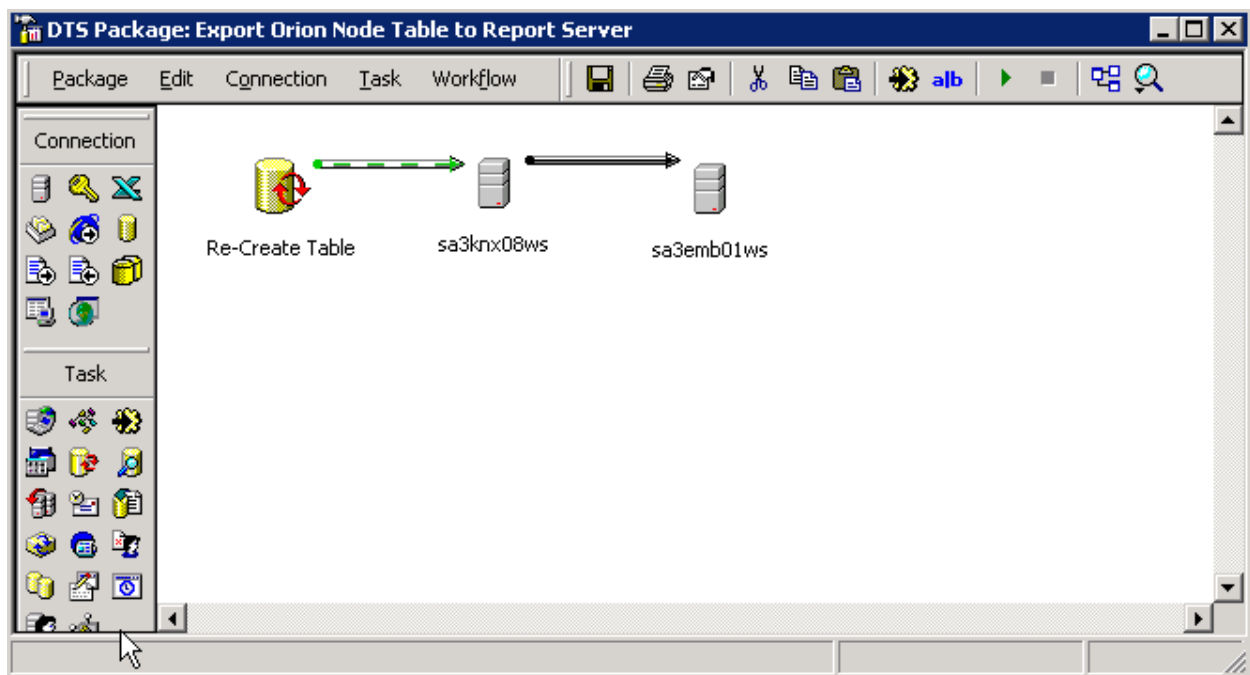 DTS Package: Export Orion Node Table to Report Server
Package Edit Connection Task Workflow
a|b
Connection
Re-Create Table
sa3knx08ws
sa3emb01ws
Task